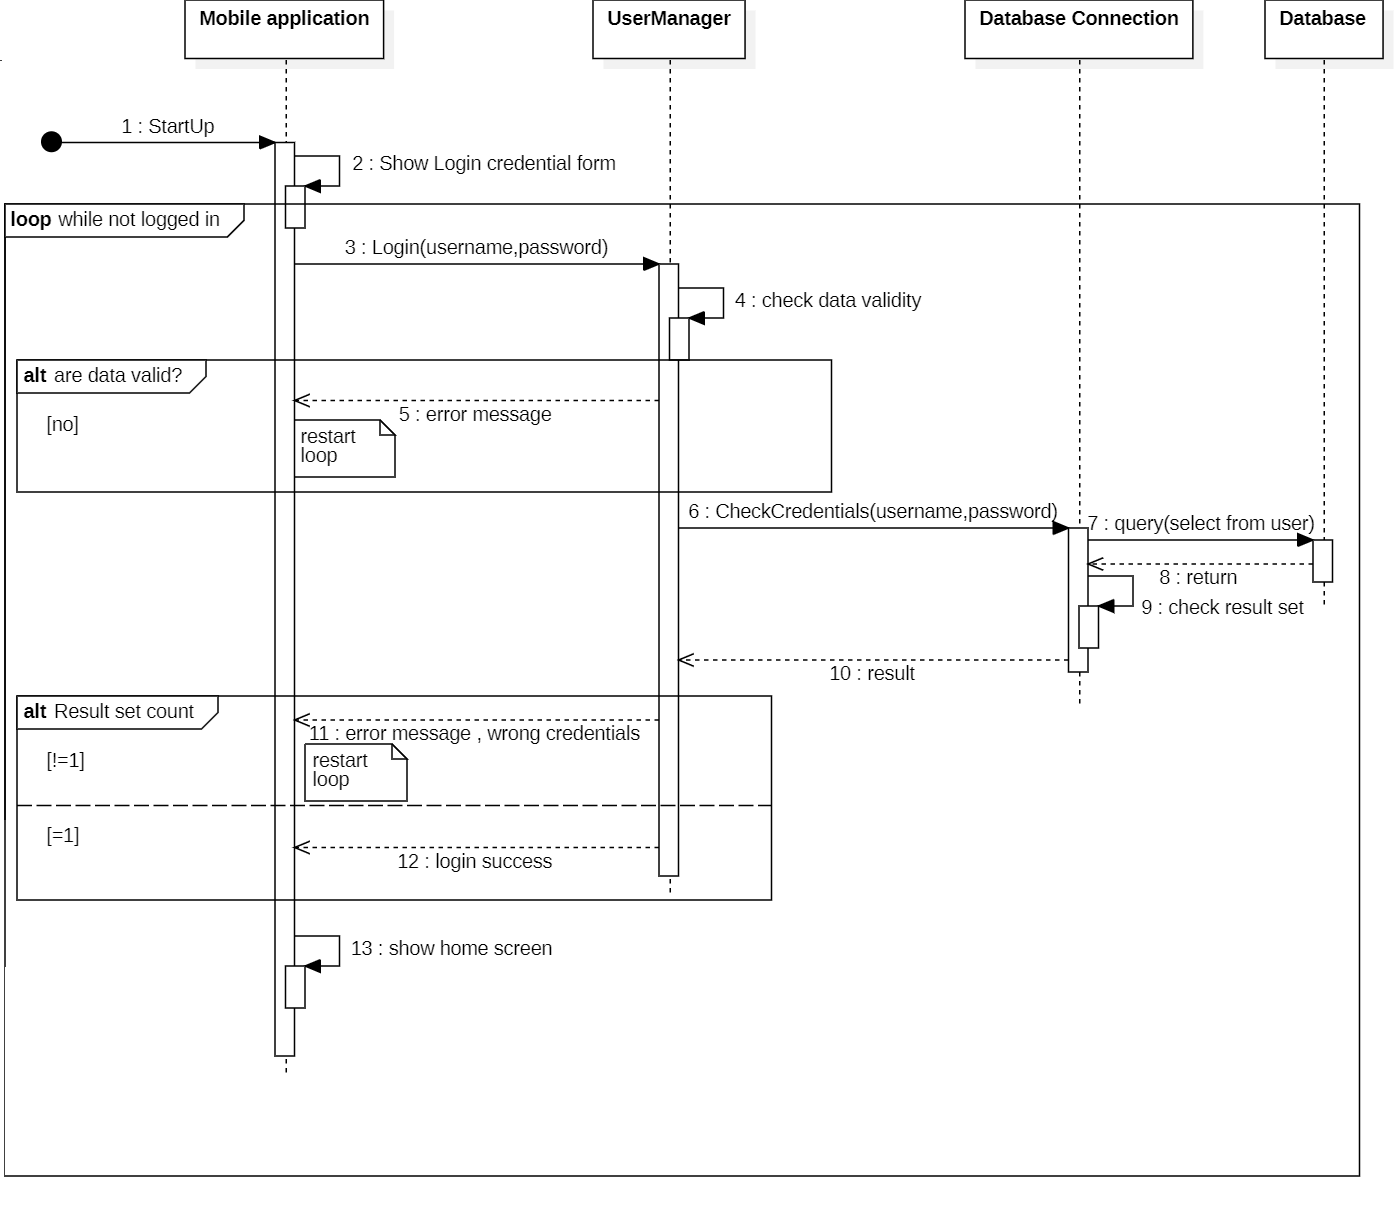 Mobile application
UserManager
Database Connection
Database
1 : StartUp
2 : Show Login credential form
loop while not logged in
3 : Login(username,password)
4 : check data validity
alt are data valid?
5 : error message
[no]
restart
loop
6 : CheckCredentials(username,password)
7 : query(select from user)
8 : return
9 : check result set
10 : result
alt Result set count
11 : error message , wrong credentials
[!=1]
restart
loop
[=1]
12 : login success
13 : show home screen